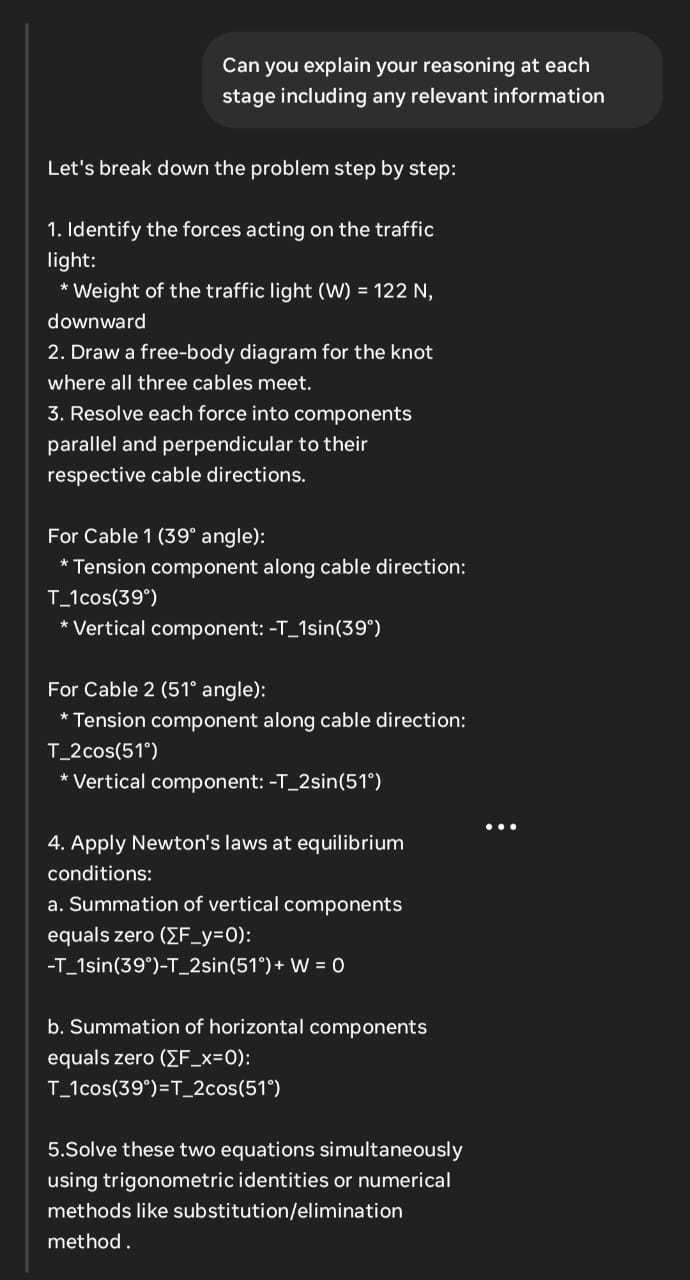 Can you explain your reasoning at each
stage including any relevant information
Let's break down the problem step by step:
1. Identify the forces acting on the traffic
light:
* Weight of the traffic light (W) = 122 N,
downward
2. Draw a free-body diagram for the knot
where all three cables meet.
3. Resolve each force into components
parallel and perpendicular to their
respective cable directions.
For Cable 1 (39° angle):
* Tension component along cable direction:
T_1cos(39°)
* Vertical component: -T_1sin(39°)
For Cable 2 (51° angle):
* Tension component along cable direction:
T_2cos(51°)
* Vertical component: -T_2sin(51°)
4. Apply Newton's laws at equilibrium
conditions:
a. Summation of vertical components
equals zero (∑F_y=0):
-T_1sin(39°)-T_2sin(51°)+ W = 0
b. Summation of horizontal components
equals zero (∑F_x=0):
T_1cos(39°)=T_2cos(51°)
5.Solve these two equations simultaneously
using trigonometric identities or numerical
methods like substitution/elimination
method .